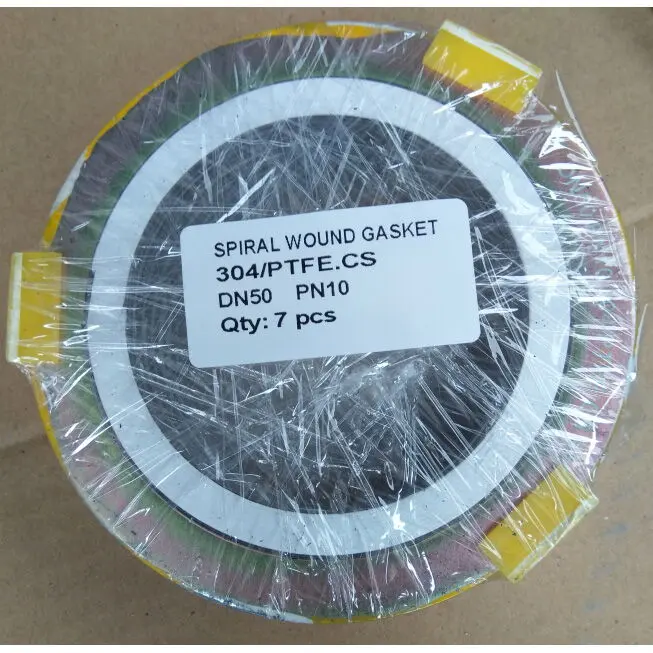 SPIRAL WOUND GASKET
304/PTFE.CS
DN50 PN10
Qty: 7 pcs